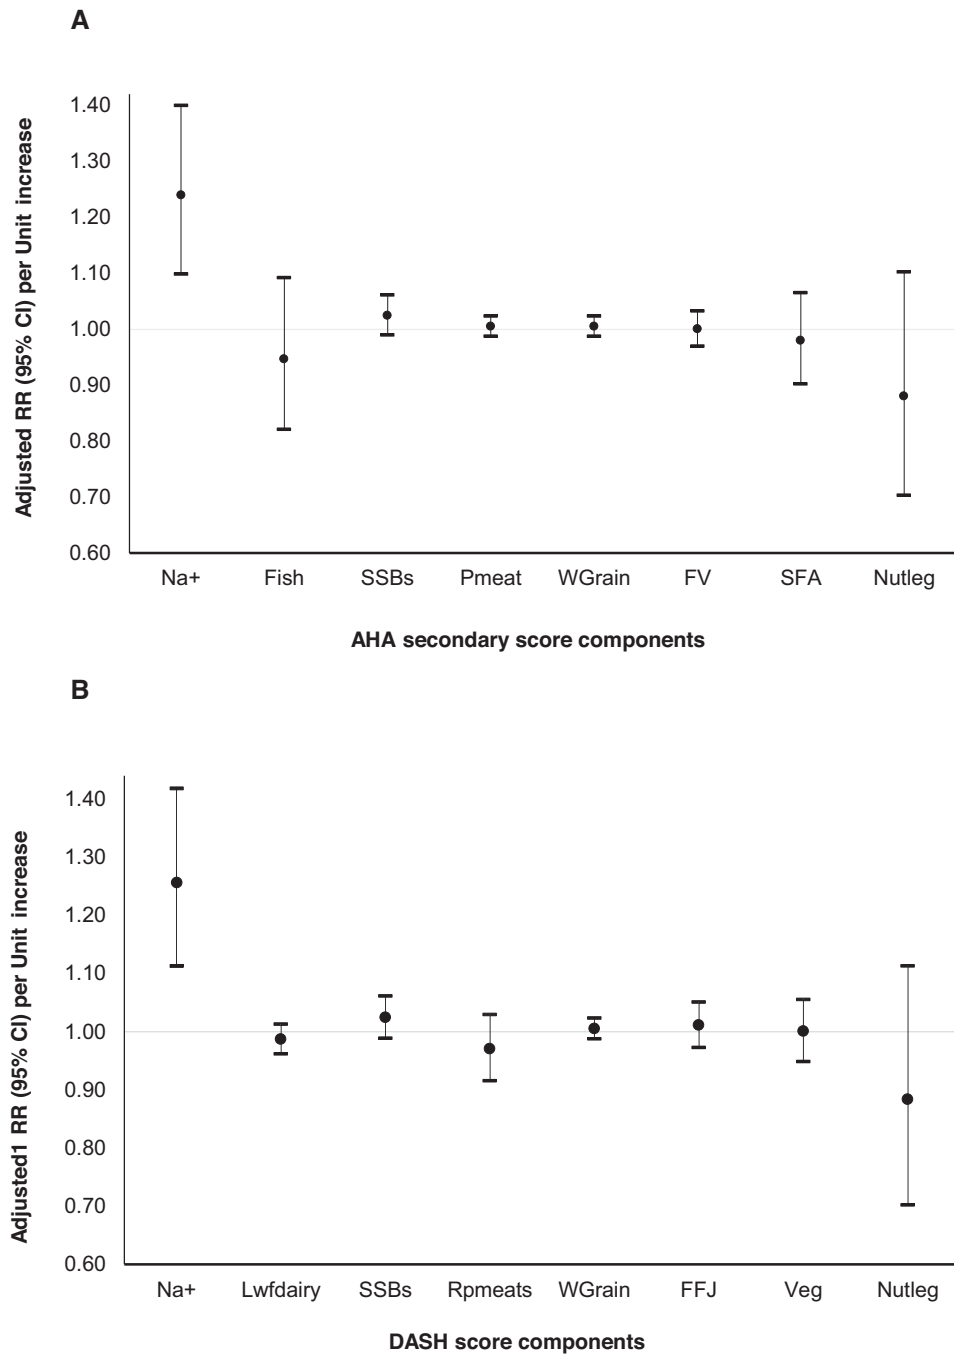 A
Adjusted RR (95% CI) per Unit increase
1.40
1.30
1.20
1.10
1.00
0.90
0.80
0.70
0.60
Na+ Fish SSBs Pmeat WGrain FV SFA Nutleg
AHA secondary score components
B
Adjusted1 RR (95% CI) per Unit increase
1.40
1.30
1.20
1.10
1.00
0.90
0.80
0.70
0.60
Na+ Lwfdairy SSBs Rpmeats WGrain FFJ Veg Nutleg
DASH score components